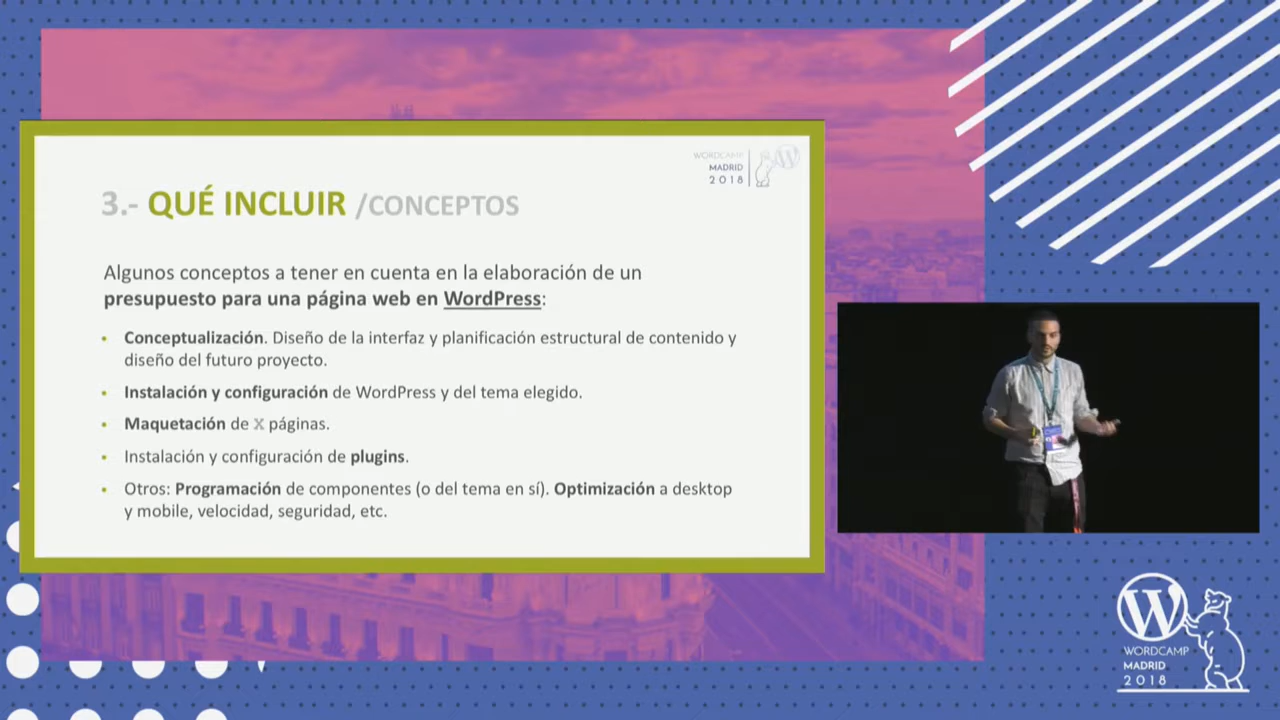 WORDCAMP
MADRID
2018
3.- QUÉ INCLUIR /CONCEPTOS
Algunos conceptos a tener en cuenta en la elaboración de un
presupuesto para una página web en WordPress:
• Conceptualización. Diseño de la interfaz y planificación estructural de contenido y
diseño del futuro proyecto.
• Instalación y configuración de WordPress y del tema elegido.
• Maquetación de X páginas.
• Instalación y configuración de plugins.
• Otros: Programación de componentes (o del tema en sí). Optimización a desktop
y mobile, velocidad, seguridad, etc.
W
WORDCAMP
MADRID
2018